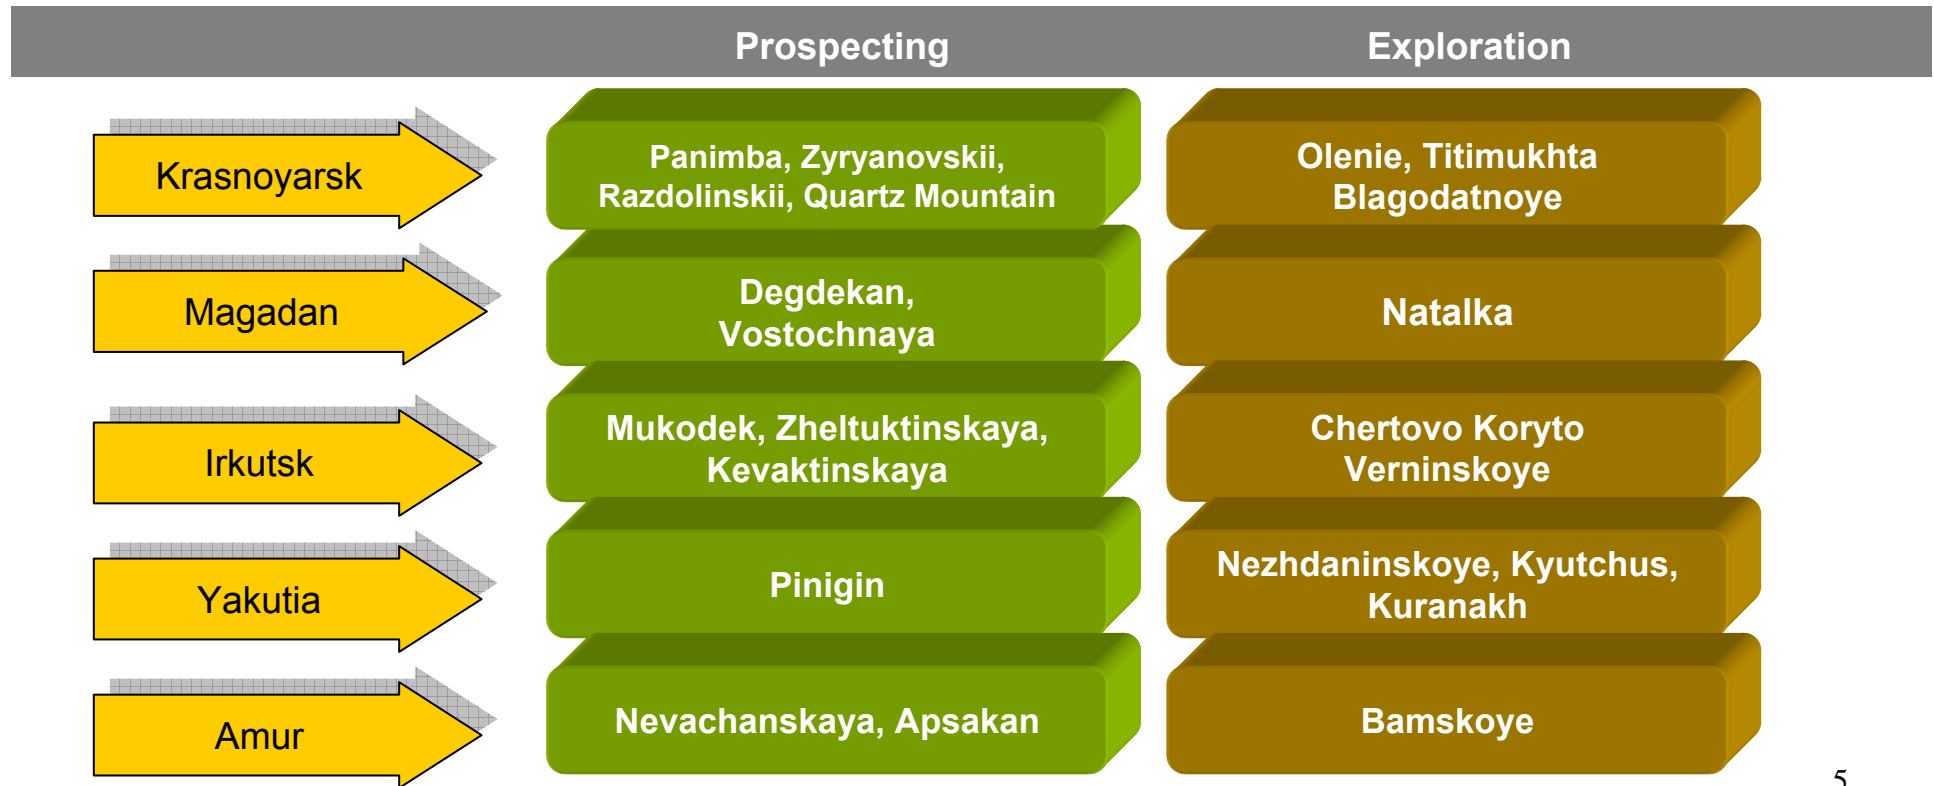 Prospecting Exploration
Krasnoyarsk
Panimba, Zyryanovskii,
Razdolinskii, Quartz Mountain
Olenie, Titimukhta
Blagodatnoye
Magadan
Degdekan,
Vostochnaya
Natalka
Irkutsk
Mukodek, Zheltuktinskaya,
Kevaktinskaya
Chertovo Koryto
Verninskoye
Yakutia
Pinigin
Nezhdaninskoye, Kyutchus,
Kuranakh
Amur
Nevachanskaya, Apsakan
Bamskoye
5